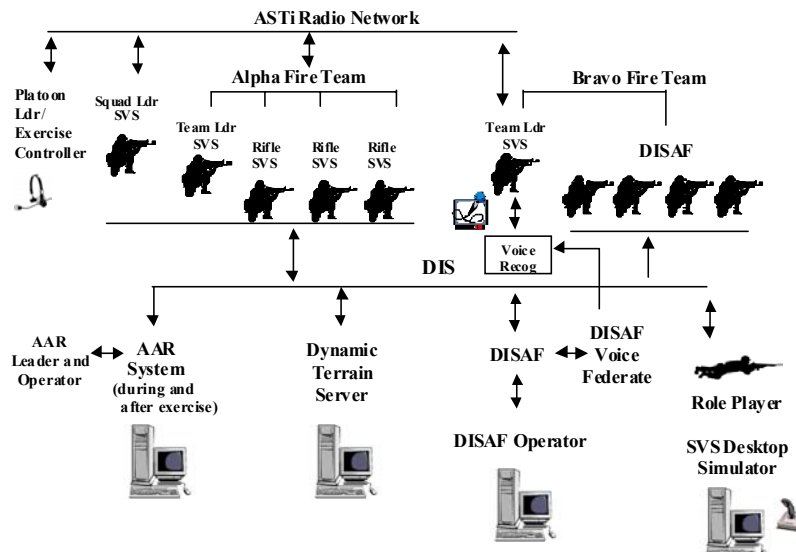 ASTi Radio Network
Alpha Fire Team
Bravo Fire Team
Platoon
Ldr/
Exercise
Controller
Squad Ldr
SVS
Team Ldr
SVS
Rifle
SVS
Rifle
SVS
Rifle
SVS
Team Ldr
SVS
DISAF
Voice
Recog
DIS
AAR
Leader and
Operator
AAR
System
(during and
after exercise)
Dynamic
Terrain
Server
DISAF
DISAF
Voice
Federate
Role Player
DISAF Operator
SVS Desktop
Simulator